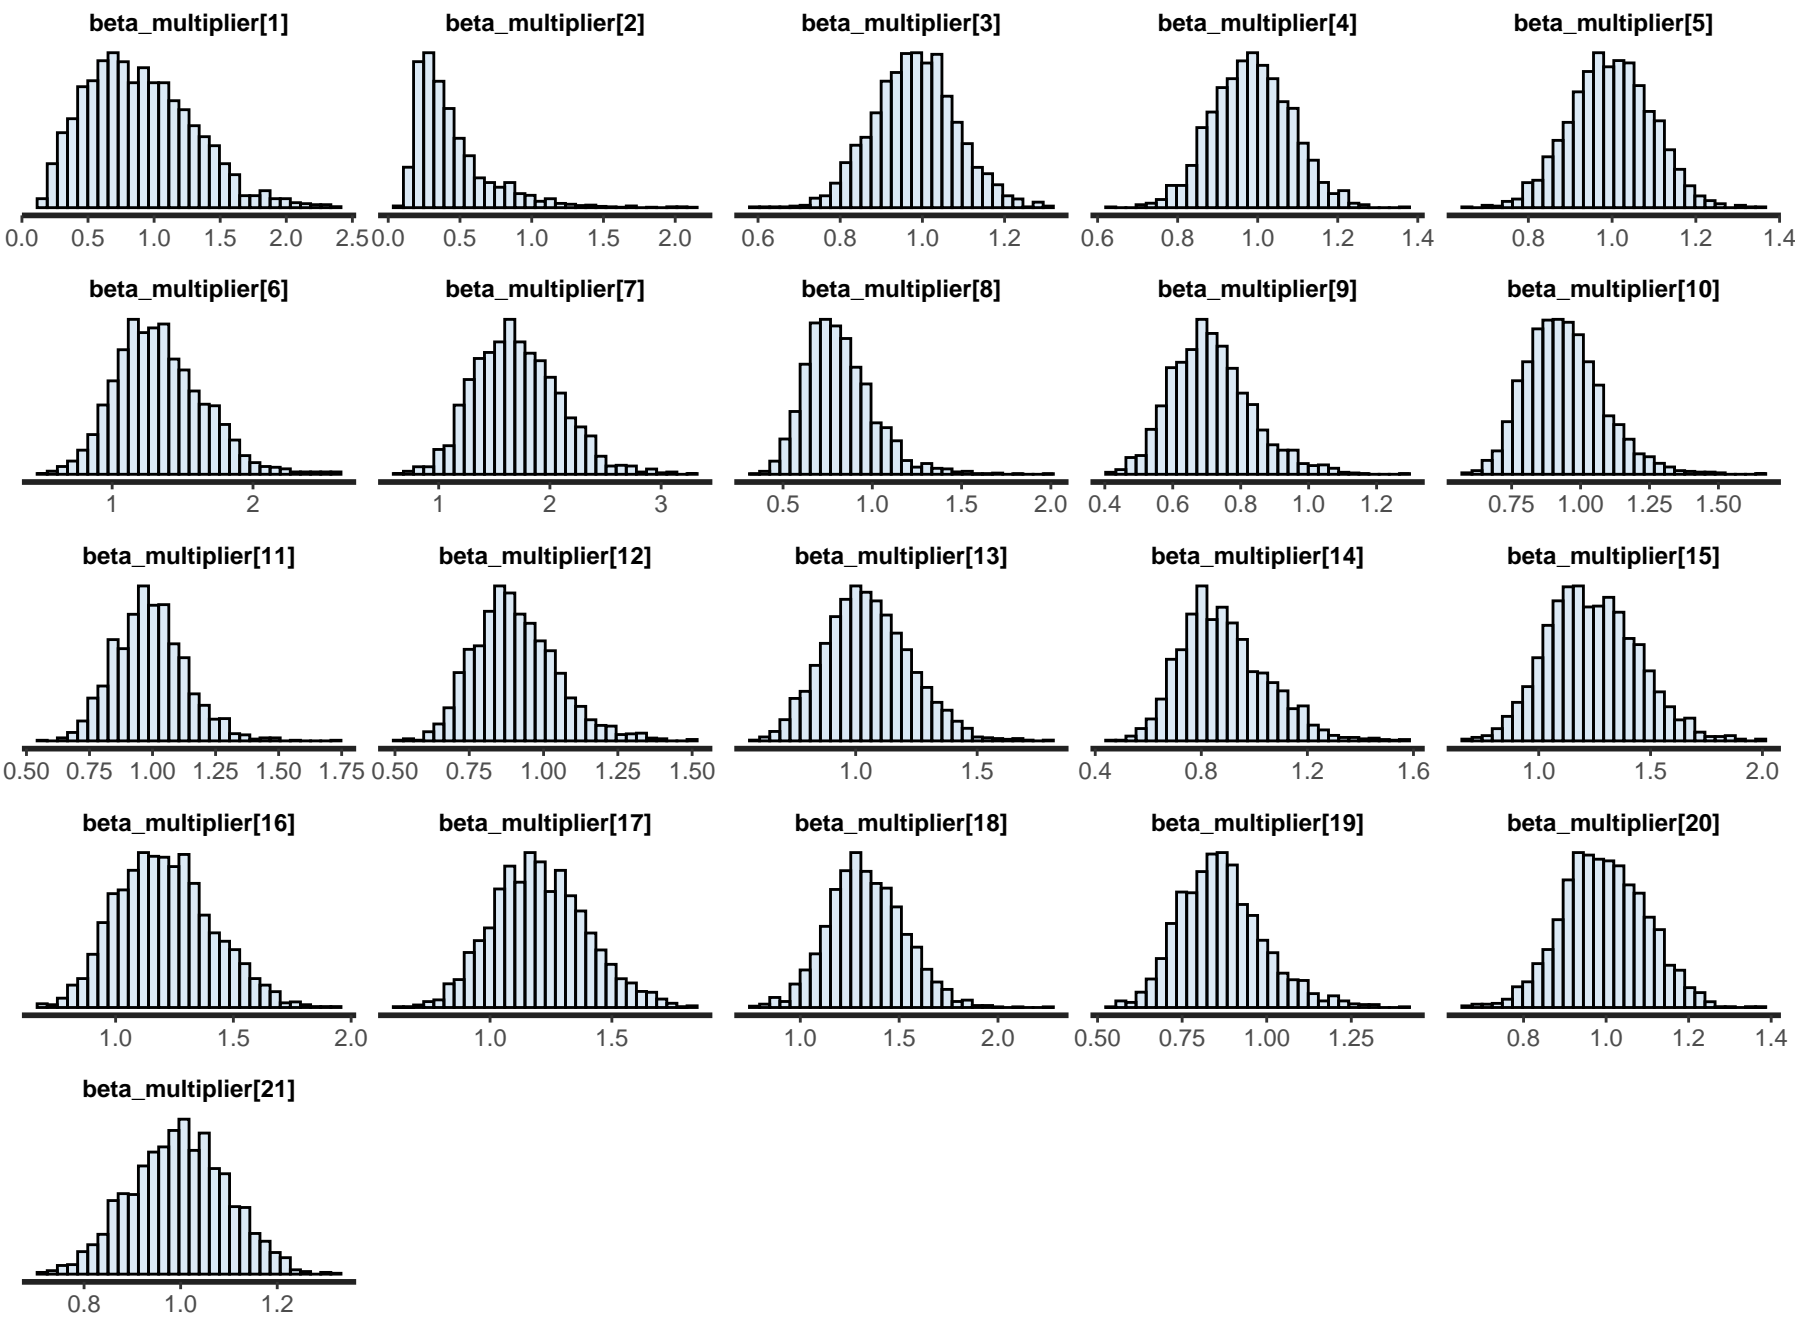 beta_multiplier[1] beta_multiplier[2] beta_multiplier[3] beta_multiplier[4] beta_multiplier[5]
0.0 0.5 1.0 1.5 2.0 2.5 0.0 0.5 1.0 1.5 2.0 0.6 0.8 1.0 1.2 0.6 0.8 1.0 1.2 1.4 0.8 1.0 1.2 1.4
beta_multiplier[6] beta_multiplier[7] beta_multiplier[8] beta_multiplier[9] beta_multiplier[10]
1 2 1 2 3 0.5 1.0 1.5 2.0 0.4 0.6 0.8 1.0 1.2 0.75 1.00 1.25 1.50
beta_multiplier[11] beta_multiplier[12] beta_multiplier[13] beta_multiplier[14] beta_multiplier[15]
0.50 0.75 1.00 1.25 1.50 1.75 0.50 0.75 1.00 1.25 1.50 1.0 1.5 0.4 0.8 1.2 1.6 1.0 1.5 2.0
beta_multiplier[16] beta_multiplier[17] beta_multiplier[18] beta_multiplier[19] beta_multiplier[20]
1.0 1.5 2.0 1.0 1.5 1.0 1.5 2.0 0.50 0.75 1.00 1.25 0.8 1.0 1.2 1.4
beta_multiplier[21]
0.8 1.0 1.2